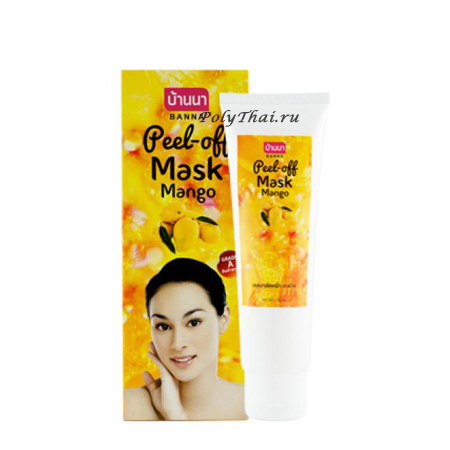 บ้านนา
BANNA
PolyThai.ru
Peel-off
Mask
Mango
GRADE
A
บ้านนา
BANNA
Peel-off
Mask
Mango